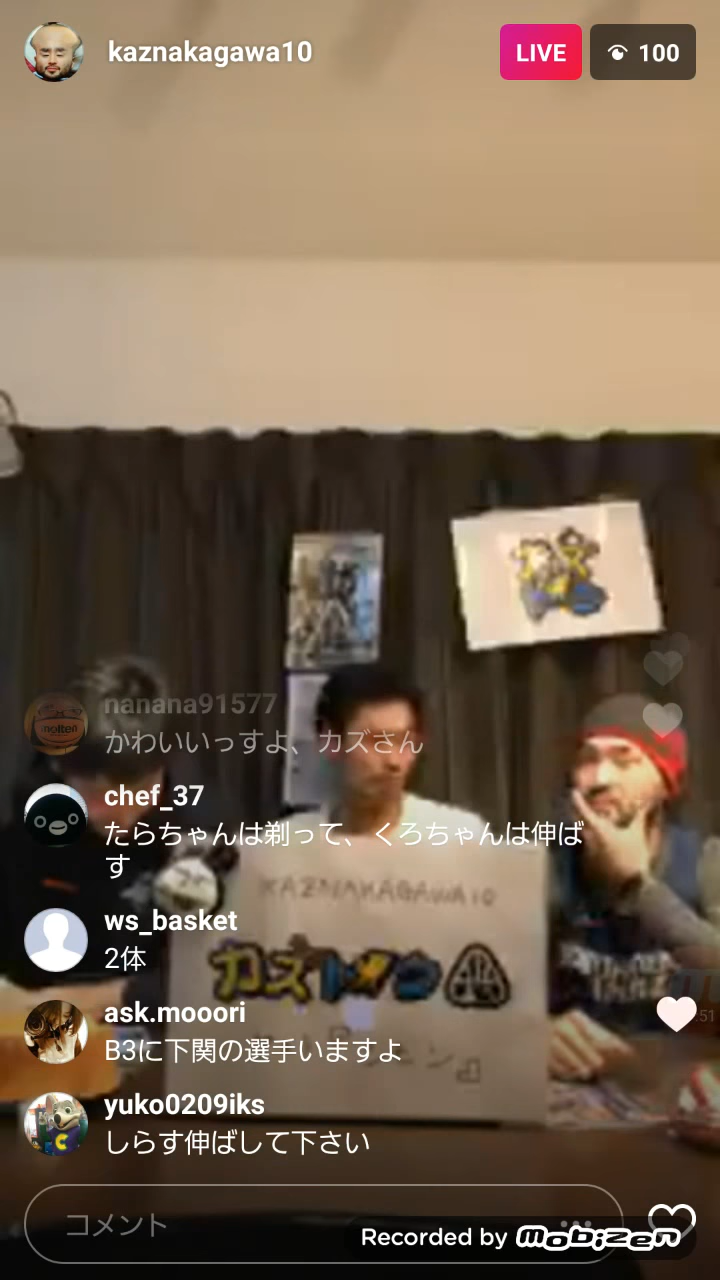 kaznakagawa10
LIVE
100
nanana91577
かわいいっすよ、カズさん
chef_37
たらちゃんは剃って、くろちゃんは伸ば
す
ws_basket
2体
KAZNAKAGAWA10
ask.mooori
B3に下関の選手いますよ
yuko0209iks
しらす伸ばして下さい
コメント
Recorded by mobizen